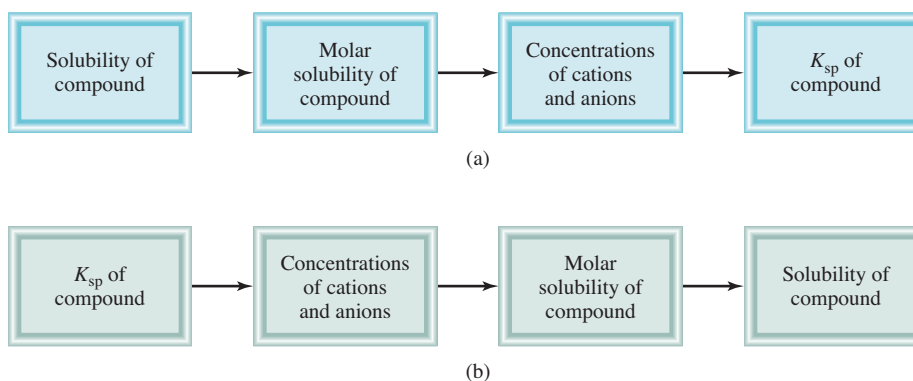 Solubility of
compound
Molar
solubility of
compound
Concentrations
of cations
and anions
Ksp of
compound
(a)
Ksp of
compound
Concentrations
of cations
and anions
Molar
solubility of
compound
Solubility of
compound
(b)